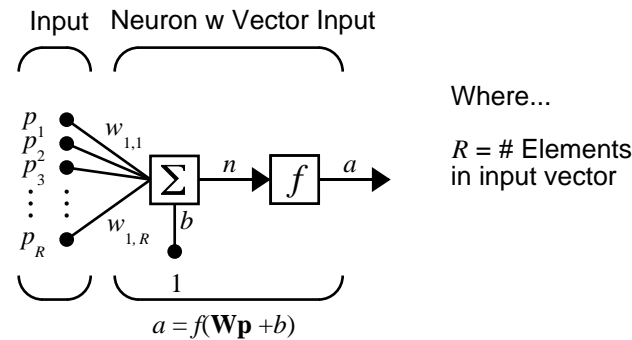 Input Neuron w Vector Input
p1
p2
p3
pR
w1,1
w1, R
Σ
n
f
a
b
1
a = f(Wp +b)
Where...
R = # Elements
in input vector